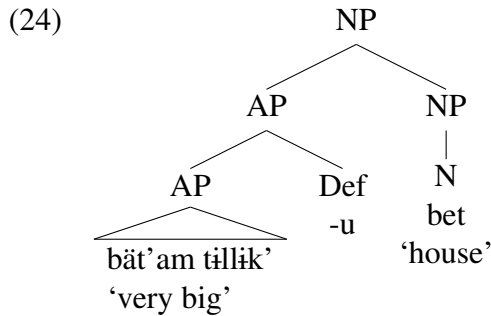 (24) NP
AP NP
AP Def N
-u bet
bät’am tɨllɨk’ ‘house’
‘very big’